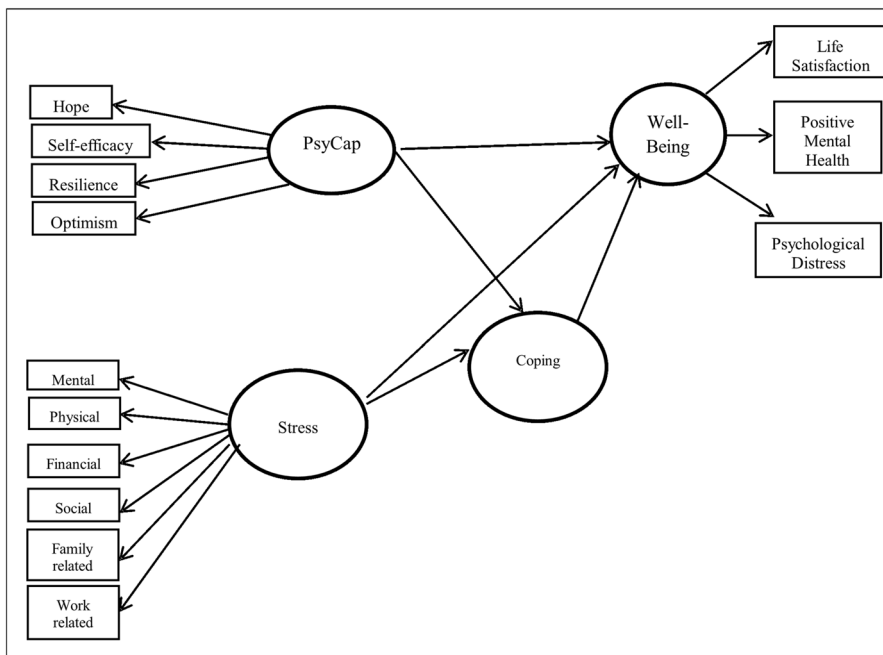 Hope
Self-efficacy
Resilience
Optimism
PsyCap
Well-
Being
Life
Satisfaction
Positive
Mental
Health
Psychological
Distress
Coping
Mental
Physical
Financial
Social
Family
related
Work
related
Stress